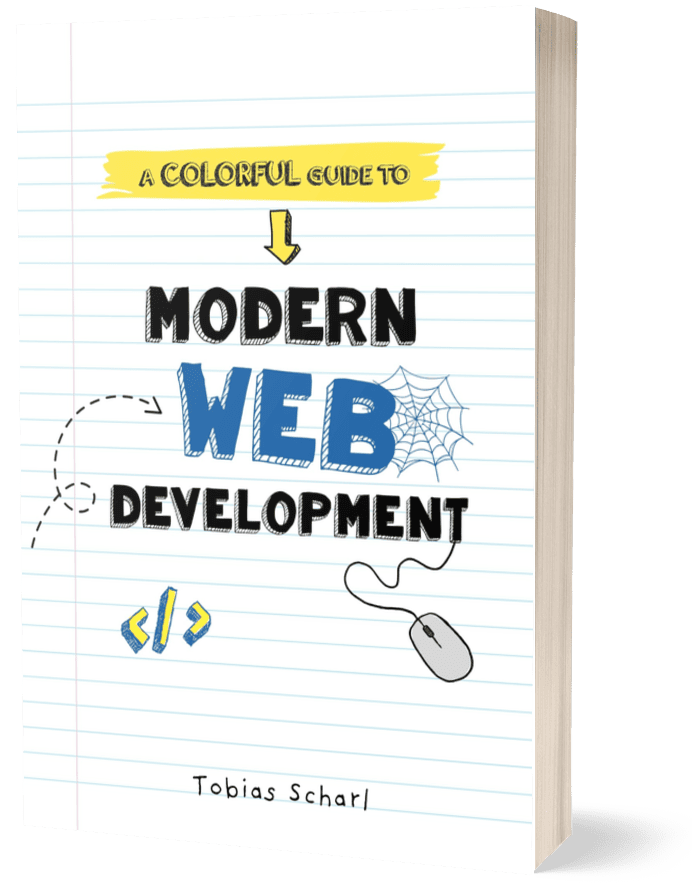 A COLORFUL GUIDE TO
MODERN
WEB
DEVELOPMENT
</>
Tobias Scharl